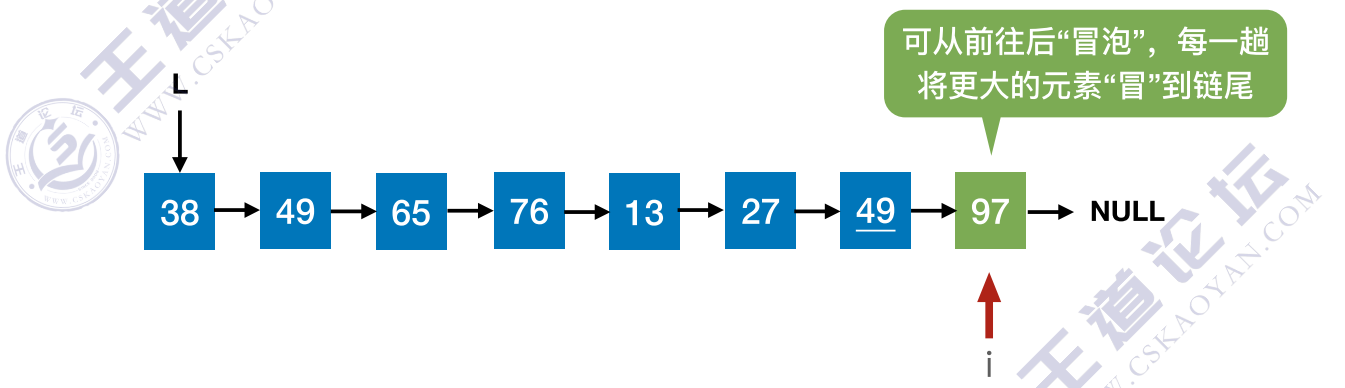 可从前往后“冒泡”，每一趟
将更大的元素“冒”到链尾
L
38 49 65 76 13 27 49 97 NULL
i
王道论坛
WWW.CSKAOYAN.COM
王道论坛
WWW.CSKAOYAN.COM